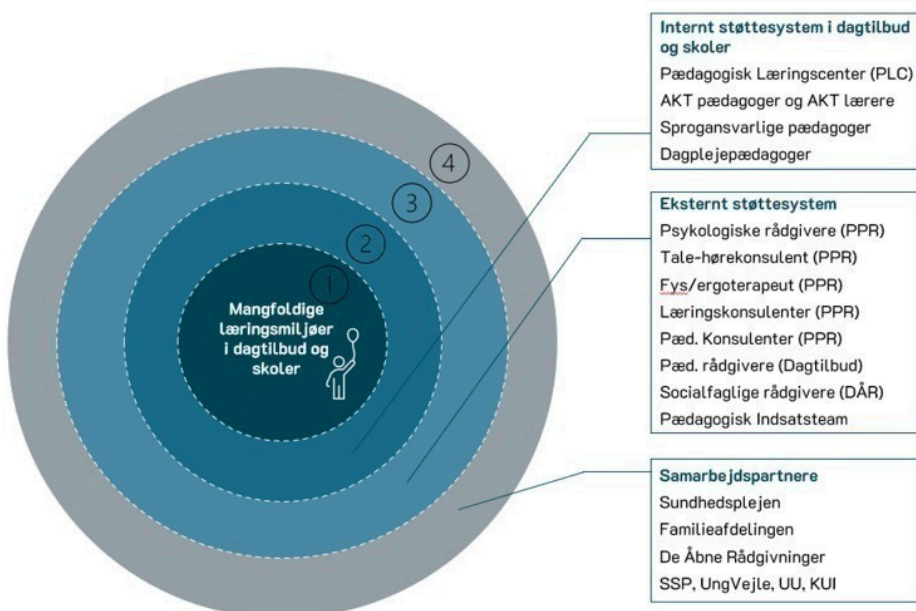 4
3
2
1
Mangfoldige
læringsmiljøer
i dagtilbud og
skoler
Internt støttesystem i dagtilbud
og skoler
Pædagogisk Læringscenter (PLC)
AKT pædagoger og AKT lærere
Sprogansvarlige pædagoger
Dagplejepædagoger
Eksternt støttesystem
Psykologiske rådgivere (PPR)
Tale-hørekonsulent (PPR)
Fys/ergoterapeut (PPR)
Læringskonsulenter (PPR)
Pæd. Konsulenter (PPR)
Pæd. rådgivere (Dagtilbud)
Socialfaglige rådgivere (DÅR)
Pædagogisk Indsatsteam
Samarbejdspartnere
Sundhedsplejen
Familieafdelingen
De Åbne Rådgivninger
SSP, UngVejle, UU, KUI